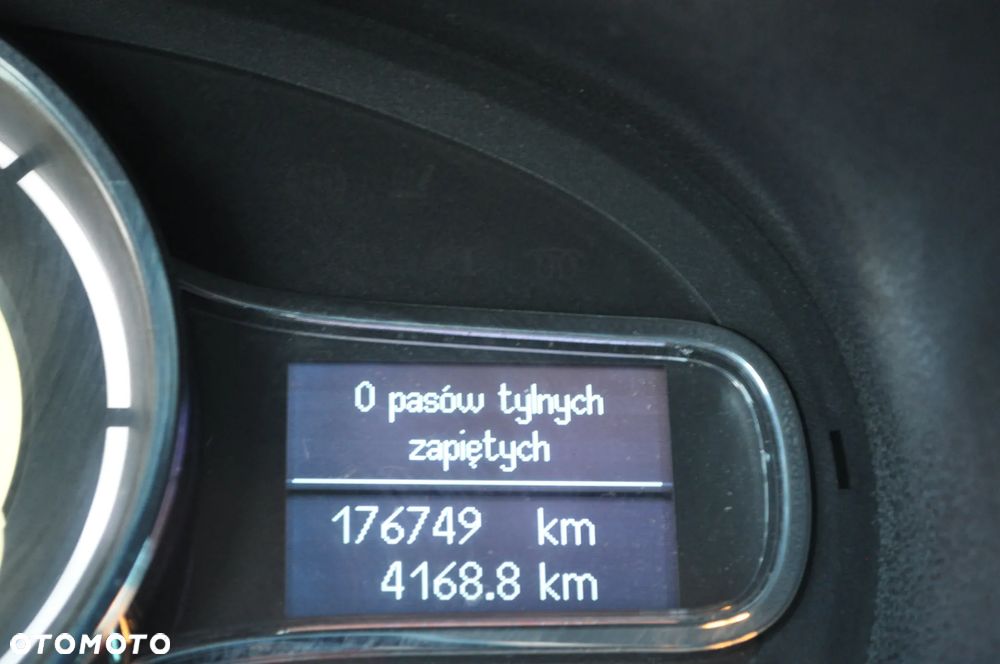 0 pasów tylnych
zapiętych
176749 km
4168.8 km
OTOMOTO